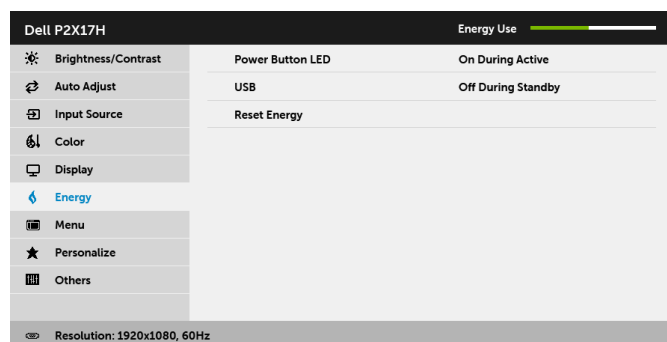 Dell P2X17H Energy Use
Brightness/Contrast Power Button LED On During Active
Auto Adjust USB Off During Standby
Input Source Reset Energy
Color
Display
Energy
Menu
Personalize
Others
Resolution: 1920x1080, 60Hz